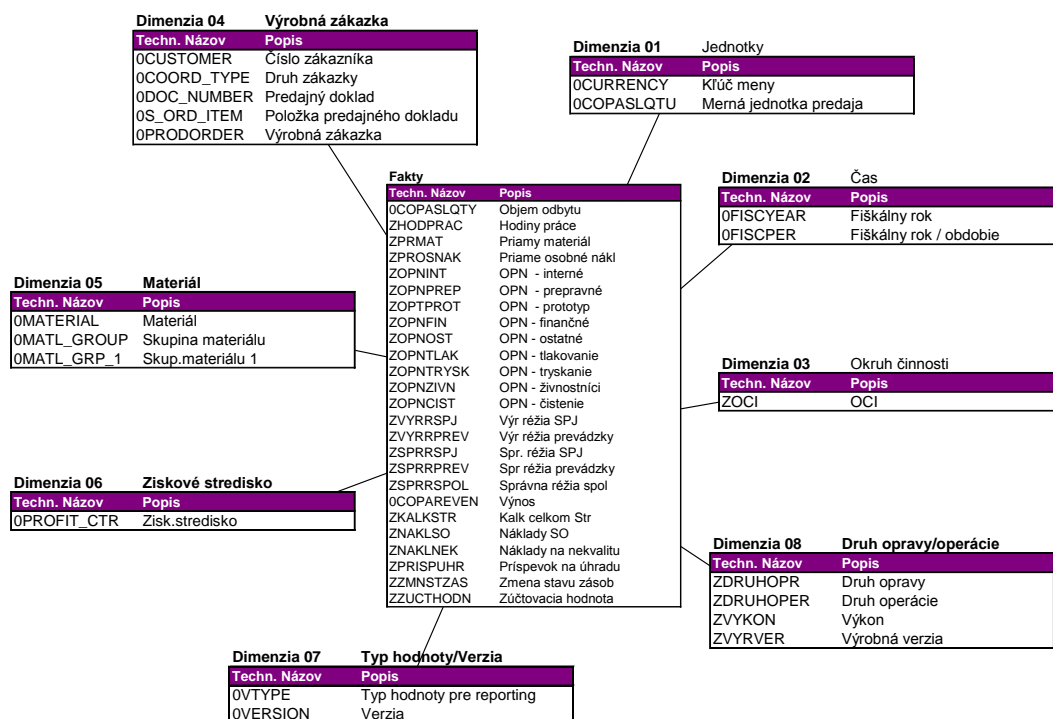 Dimenzia 04 Výrobná zákazka
Techn. Názov Popis
0CUSTOMER Číslo zákazníka
0COORD_TYPE Druh zákazky
0DOC_NUMBER Predajný doklad
0S_ORD_ITEM Položka predajného dokladu
0PRODORDER Výrobná zákazka
Dimenzia 01 Jednotky
Techn. Názov Popis
0CURRENCY Kľúč meny
0COPASLQTU Merná jednotka predaja
Fakty
Techn. Názov Popis
0COPASLQTY Objem odbytu
ZHODPRAC Hodiny práce
ZPRMAT Priamy materiál
ZPROSNAK Priame osobné nákl
ZOPNINT OPN - interné
ZOPNPREP OPN - prepravné
ZOPTPROT OPN - prototyp
ZOPNFIN OPN - finančné
ZOPNOST OPN - ostatné
ZOPNTLAK OPN - tlakovanie
ZOPNTRYSK OPN - tryskanie
ZOPNZIVN OPN - živnostníci
ZOPNCIST OPN - čistenie
ZVYRRSPJ Výr réžia SPJ
ZVYRRPREV Výr réžia prevádzky
ZSPRRSPJ Spr. réžia SPJ
ZSPRRPREV Spr réžia prevádzky
ZSPRRSPOL Správna réžia spol
0COPAREVEN Výnos
ZKALKSTR Kalk celkom Str
ZNAKLSO Náklady SO
ZNAKLNEK Náklady na nekvalitu
ZPRISPUHR Príspevok na úhradu
ZZMNSTZAS Zmena stavu zásob
ZZUCTHODN Zúčtovacia hodnota
Dimenzia 02 Čas
Techn. Názov Popis
0FISCYEAR Fiškálny rok
0FISCPER Fiškálny rok / obdobie
Dimenzia 05 Materiál
Techn. Názov Popis
0MATERIAL Materiál
0MATL_GROUP Skupina materiálu
0MATL_GRP_1 Skup.materiálu 1
Dimenzia 03 Okruh činnosti
Techn. Názov Popis
ZOCI OCI
Dimenzia 06 Ziskové stredisko
Techn. Názov Popis
0PROFIT_CTR Zisk.stredisko
Dimenzia 08 Druh opravy/operácie
Techn. Názov Popis
ZDRUHOPR Druh opravy
ZDRUHOPER Druh operácie
ZVYKON Výkon
ZVYRVER Výrobná verzia
Dimenzia 07 Typ hodnoty/Verzia
Techn. Názov Popis
0VTYPE Typ hodnoty pre reporting
0VERSION Verzia